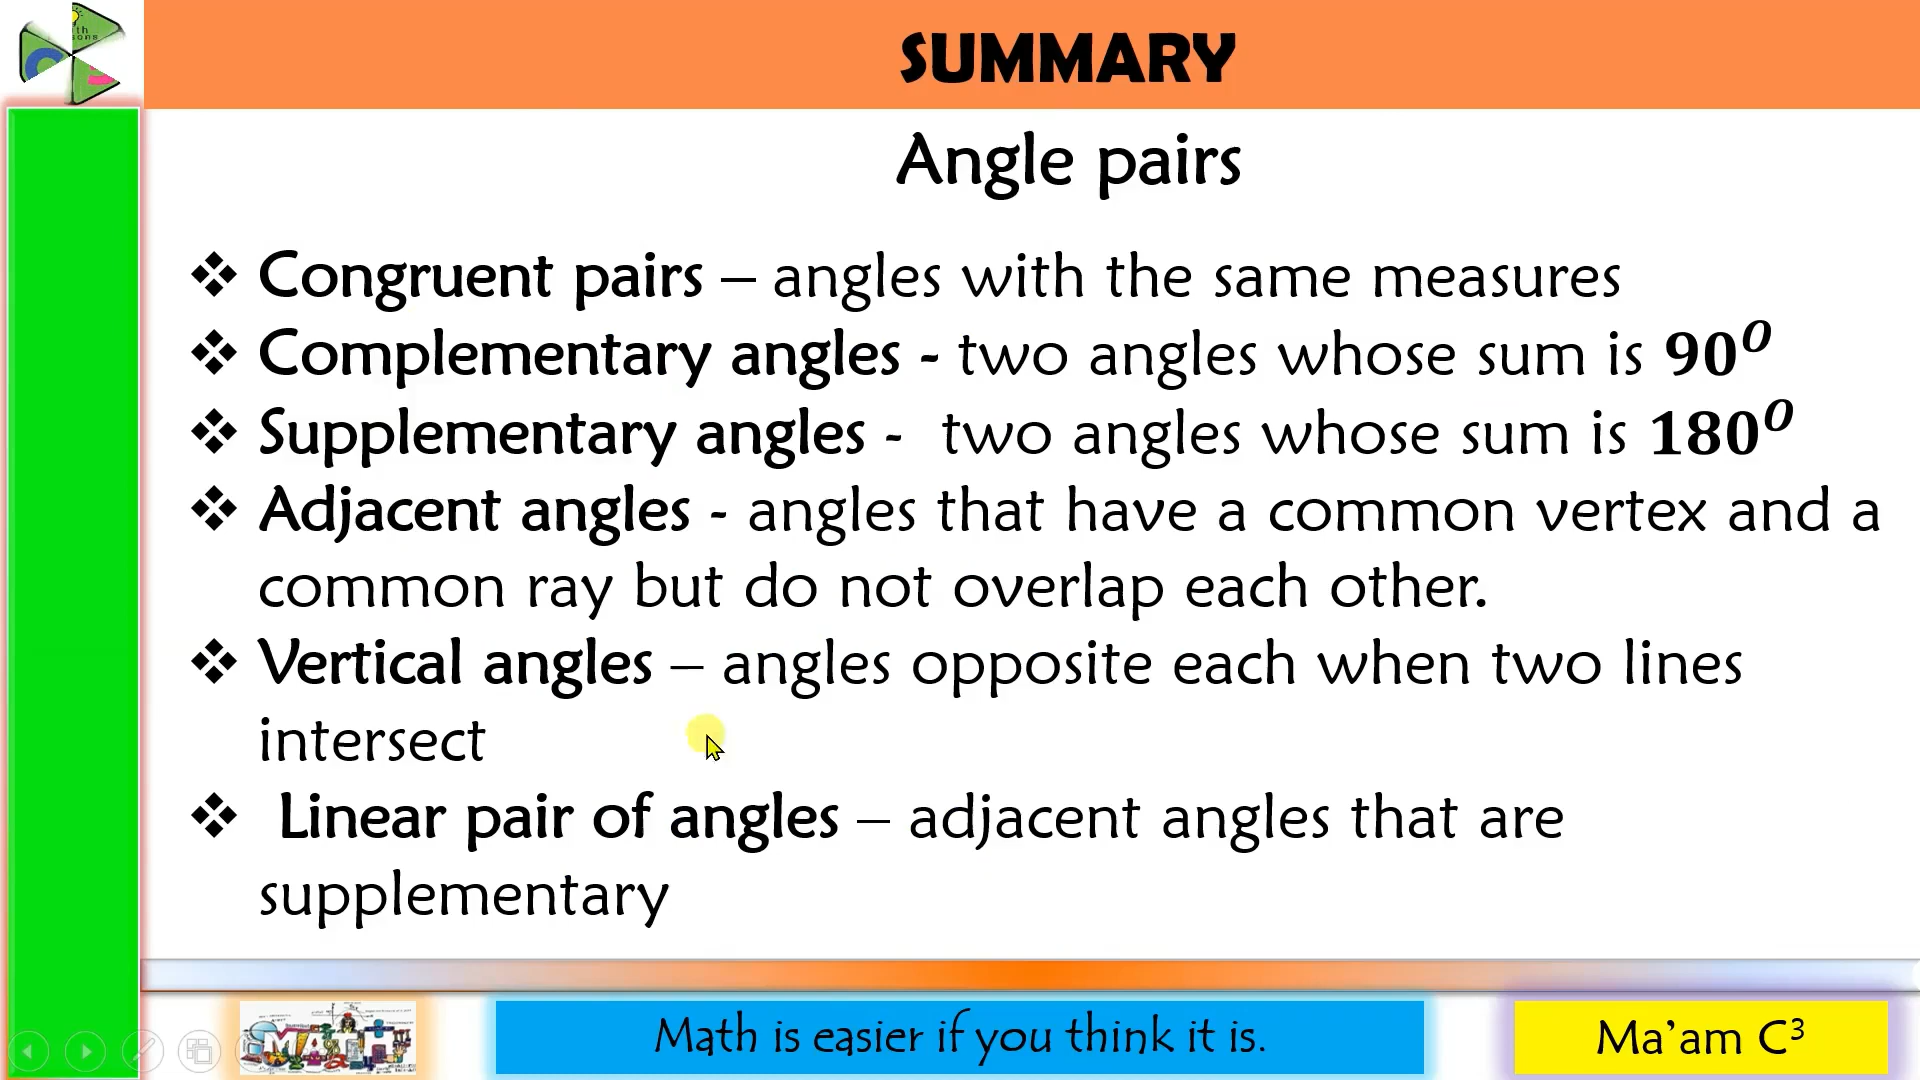 th
sons
SUMMARY
Angle pairs
❖ Congruent pairs – angles with the same measures
❖ Complementary angles - two angles whose sum is 90⁰
❖ Supplementary angles - two angles whose sum is 180⁰
❖ Adjacent angles - angles that have a common vertex and a
common ray but do not overlap each other.
❖ Vertical angles – angles opposite each when two lines
intersect
❖ Linear pair of angles – adjacent angles that are
supplementary
MATH
Math is easier if you think it is.
Ma’am C³